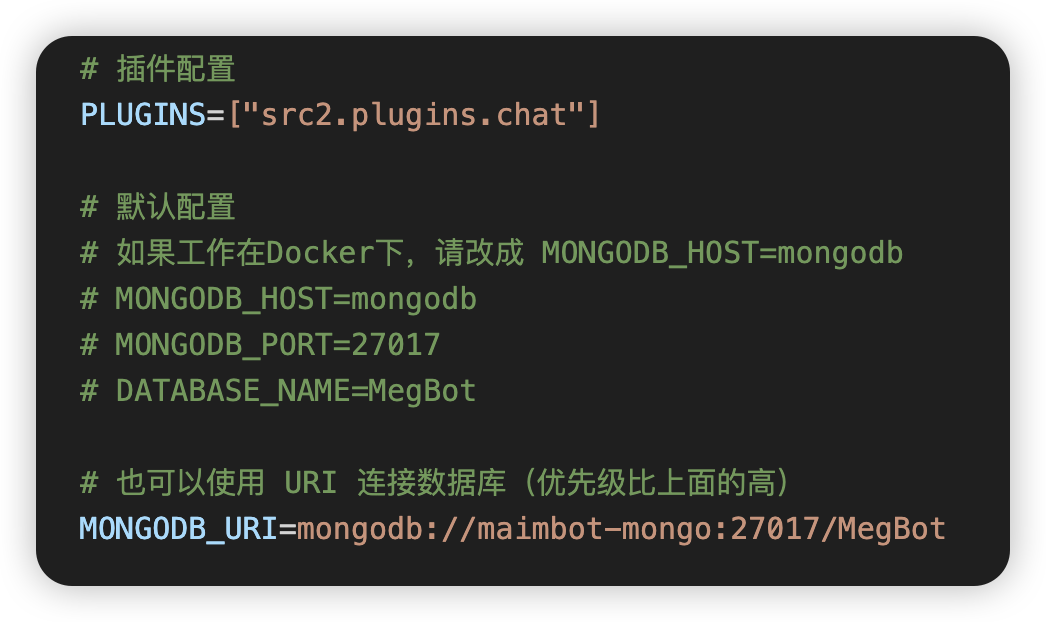 # 插件配置
PLUGINS=["src2.plugins.chat"]
# 默认配置
# 如果工作在Docker下，请改成 MONGODB_HOST=mongodb
# MONGODB_HOST=mongodb
# MONGODB_PORT=27017
# DATABASE_NAME=MegBot
# 也可以使用 URI 连接数据库（优先级比上面的高）
MONGODB_URI=mongodb://maimbot-mongo:27017/MegBot